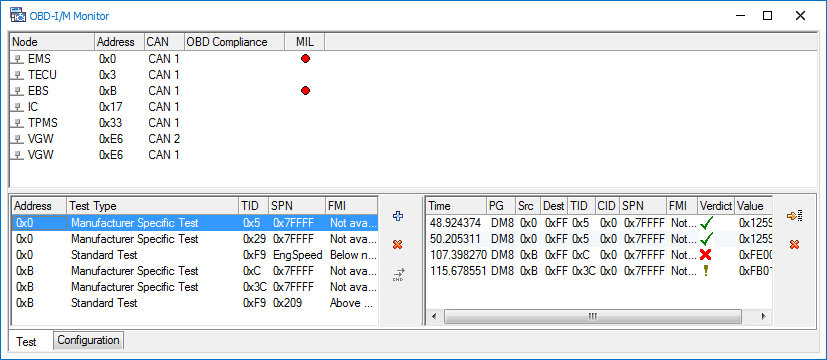 OBD-I/M Monitor
Node Address CAN OBD Compliance MIL
EMS 0x0 CAN 1
TECU 0x3 CAN 1
EBS 0xB CAN 1
IC 0x17 CAN 1
TPMS 0x33 CAN 1
VGW 0xE6 CAN 2
VGW 0xE6 CAN 1
Address Test Type TID SPN FMI
0x0 Manufacturer Specific Test 0x5 0x7FFFF Not ava...
0x0 Manufacturer Specific Test 0x29 0x7FFFF Not ava...
0x0 Standard Test 0xF9 EngSpeed Below n...
0xB Manufacturer Specific Test 0xC 0x7FFFF Not ava...
0xB Manufacturer Specific Test 0x3C 0x7FFFF Not ava...
0xB Standard Test 0xF9 0x209 Above ...
CMD
Time PG Src Dest TID CID SPN FMI Verdict Value
48.924374 DM8 0x0 0xFF 0x5 0x0 0x7FFFF Not... 0x1259
50.205311 DM8 0x0 0xFF 0x5 0x0 0x7FFFF Not... 0x1259
107.398270 DM8 0xB 0xFF 0xC 0x0 0x7FFFF Not... 0xFE00
115.678551 DM8 0xB 0xFF 0x3C 0x0 0x7FFFF Not... 0xFB01
Test Configuration